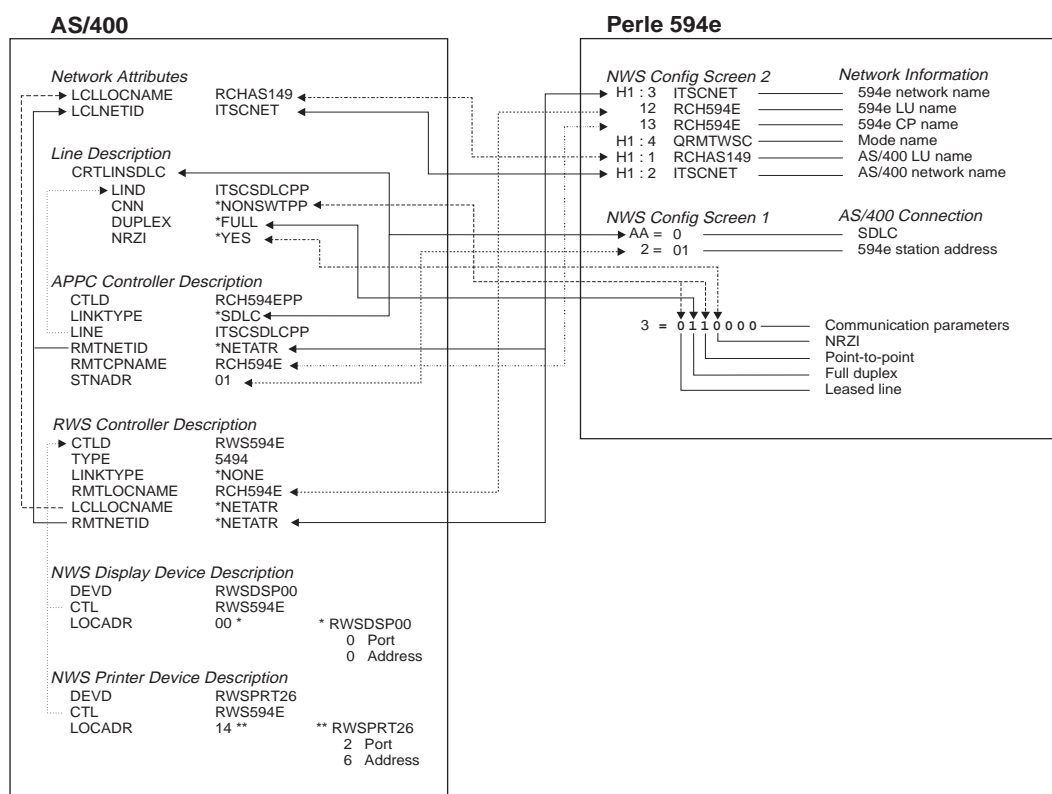 AS/400
Network Attributes
LCLLOCNAME RCHAS149
LCLNETID ITSCNET
Line Description
CRTLINSDLC
LIND ITSCSDLCPP
CNN *NONSWTPP
DUPLEX *FULL
NRZI *YES
APPC Controller Description
CTLD RCH594EPP
LINKTYPE *SDLC
LINE ITSCSDLCPP
RMTNETID *NETATR
RMTCPNAME RCH594E
STNADR 01
RWS Controller Description
CTLD RWS594E
TYPE 5494
LINKTYPE *NONE
RMTLOCNAME RCH594E
LCLLOCNAME *NETATR
RMTNETID *NETATR
NWS Display Device Description
DEVD RWSDSP00
CTL RWS594E
LOCADR 00 * * RWSDSP00
0 Port
0 Address
NWS Printer Device Description
DEVD RWSPRT26
CTL RWS594E
LOCADR 14 ** ** RWSPRT26
2 Port
6 Address
Perle 594e
NWS Config Screen 2 Network Information
H1 : 3 ITSCNET 594e network name
12 RCH594E 594e LU name
13 RCH594E 594e CP name
H1 : 4 QRMTWSC Mode name
H1 : 1 RCHAS149 AS/400 LU name
H1 : 2 ITSCNET AS/400 network name
NWS Config Screen 1 AS/400 Connection
AA = 0 SDLC
2 = 01 594e station address
3 = 0 1 1 0 0 0 0 Communication parameters
NRZI
Point-to-point
Full duplex
Leased line